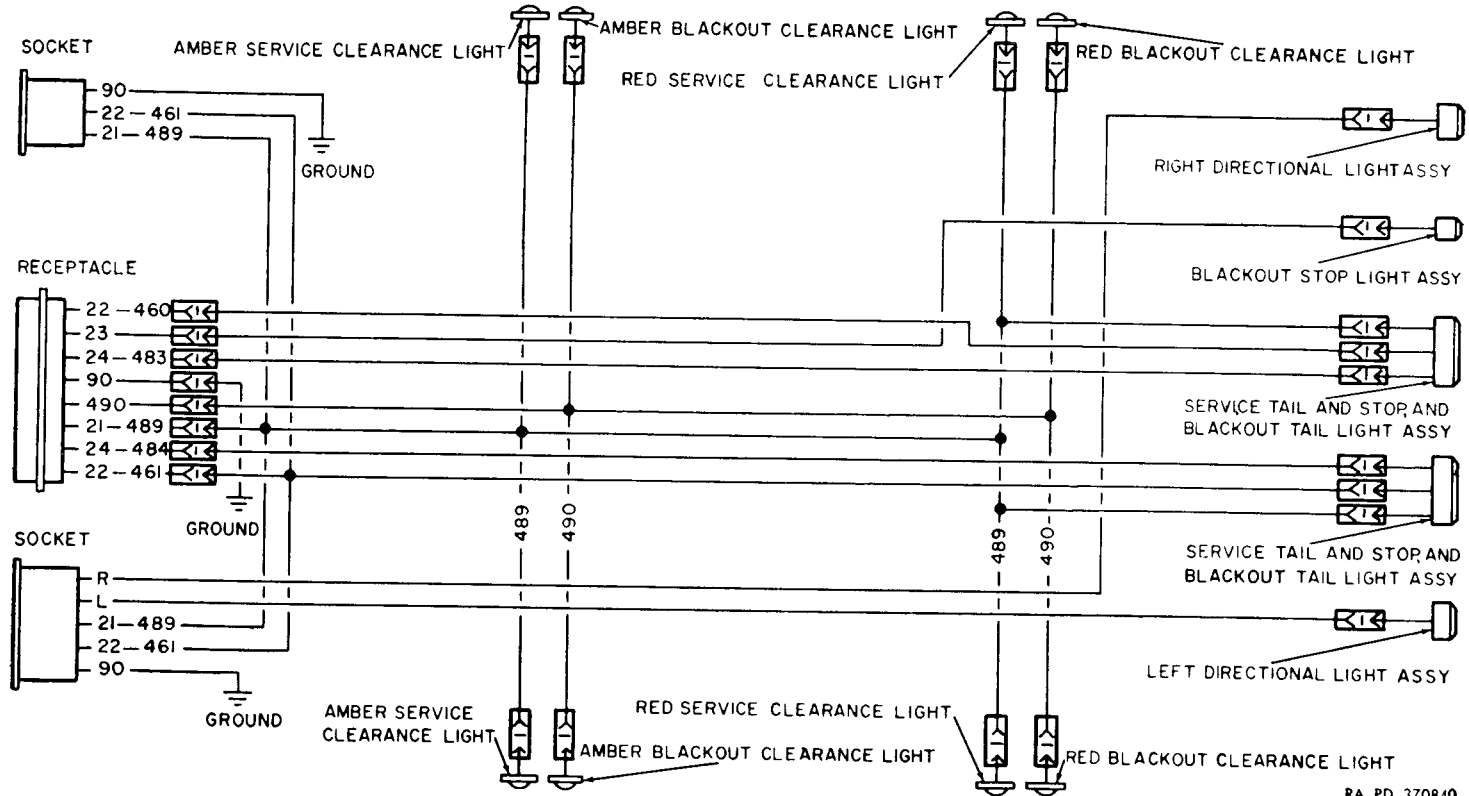 SOCKET
AMBER SERVICE CLEARANCE LIGHT
AMBER BLACKOUT CLEARANCE LIGHT
RED SERVICE CLEARANCE LIGHT
RED BLACKOUT CLEARANCE LIGHT
90
22-461
21-489
GROUND
RIGHT DIRECTIONAL LIGHT ASSY
BLACKOUT STOP LIGHT ASSY
RECEPTACLE
22-460
23
24-483
90
490
21-489
24-484
22-461
GROUND
SERVICE TAIL AND STOP, AND
BLACKOUT TAIL LIGHT ASSY
489
490
489
490
SERVICE TAIL AND STOP, AND
BLACKOUT TAIL LIGHT ASSY
SOCKET
R
L
21-489
22-461
90
GROUND
LEFT DIRECTIONAL LIGHT ASSY
AMBER SERVICE
CLEARANCE LIGHT
AMBER BLACKOUT CLEARANCE LIGHT
RED SERVICE CLEARANCE LIGHT
RED BLACKOUT CLEARANCE LIGHT
RA PD 370840